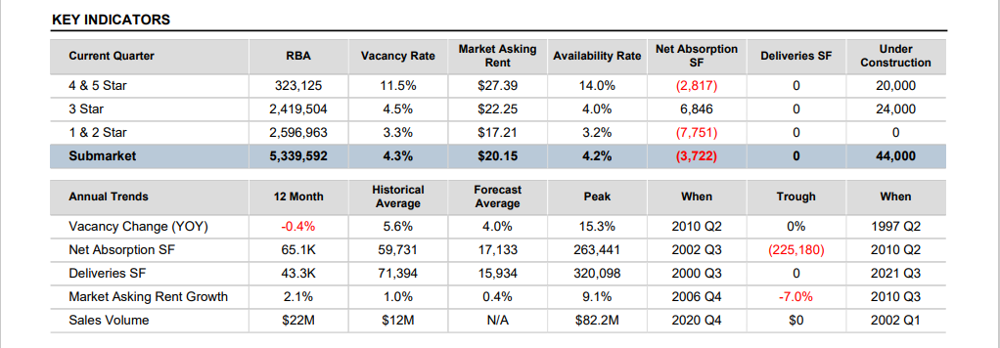 KEY INDICATORS
Current Quarter RBA Vacancy Rate Market Asking Rent Availability Rate Net Absorption SF Deliveries SF Under Construction
4 & 5 Star 323,125 11.5% $27.39 14.0% (2,817) 0 20,000
3 Star 2,419,504 4.5% $22.25 4.0% 6,846 0 24,000
1 & 2 Star 2,596,963 3.3% $17.21 3.2% (7,751) 0 0
Submarket 5,339,592 4.3% $20.15 4.2% (3,722) 0 44,000
Annual Trends 12 Month Historical Average Forecast Average Peak When Trough When
Vacancy Change (YOY) -0.4% 5.6% 4.0% 15.3% 2010 Q2 0% 1997 Q2
Net Absorption SF 65.1K 59,731 17,133 263,441 2002 Q3 (225,180) 2010 Q2
Deliveries SF 43.3K 71,394 15,934 320,098 2000 Q3 0 2021 Q3
Market Asking Rent Growth 2.1% 1.0% 0.4% 9.1% 2006 Q4 -7.0% 2010 Q3
Sales Volume $22M $12M N/A $82.2M 2020 Q4 $0 2002 Q1